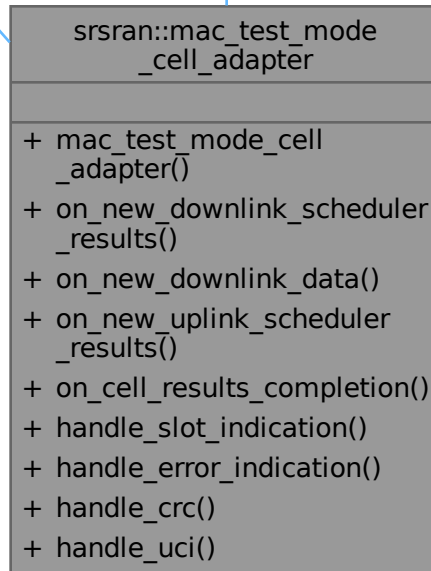 srsran::mac_test_mode
_cell_adapter
+ mac_test_mode_cell
_adapter()
+ on_new_downlink_scheduler
_results()
+ on_new_downlink_data()
+ on_new_uplink_scheduler
_results()
+ on_cell_results_completion()
+ handle_slot_indication()
+ handle_error_indication()
+ handle_crc()
+ handle_uci()